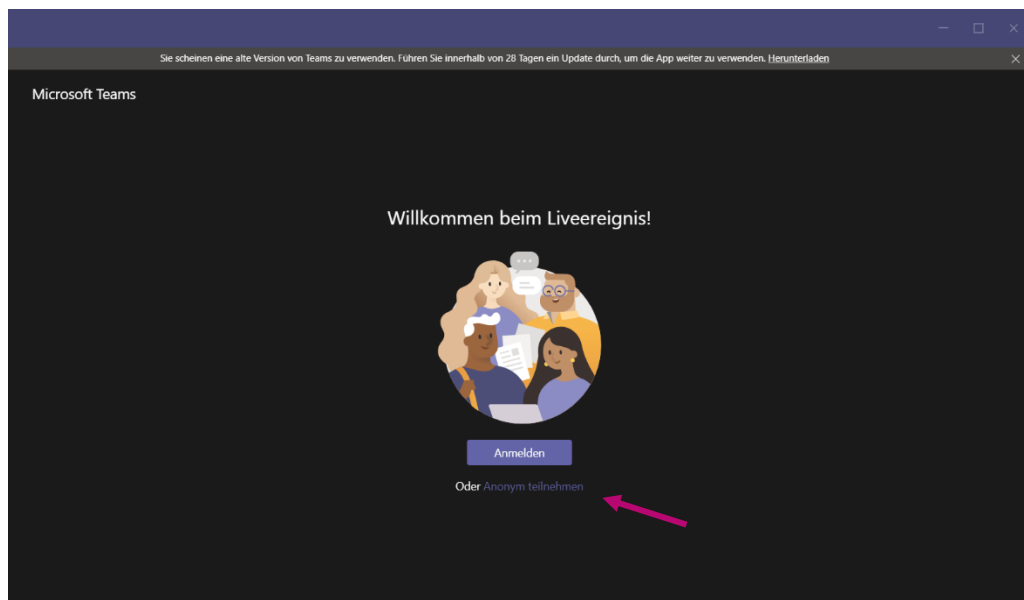 Sie scheinen eine alte Version von Teams zu verwenden. Führen Sie innerhalb von 28 Tagen ein Update durch, um die App weiter zu verwenden. Herunterladen
Microsoft Teams
Willkommen beim Liveereignis!
Anmelden
Oder Anonym teilnehmen